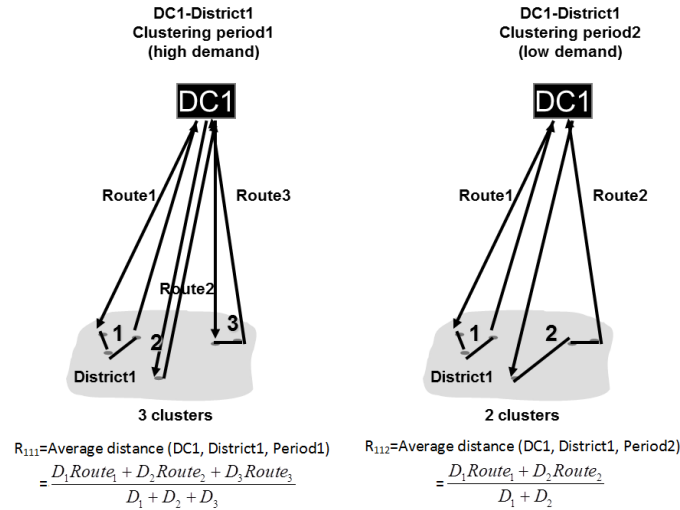 DC1-District1
Clustering period1
(high demand)
DC1
Route1
Route3
Route2
1
2
3
District1
3 clusters
R₁₁₁=Average distance (DC1, District1, Period1)
= (D₁Route₁ + D₂Route₂ + D₃Route₃) / (D₁ + D₂ + D₃)
DC1-District1
Clustering period2
(low demand)
DC1
Route1
Route2
1
2
District1
2 clusters
R₁₁₂=Average distance (DC1, District1, Period2)
= (D₁Route₁ + D₂Route₂) / (D₁ + D₂)